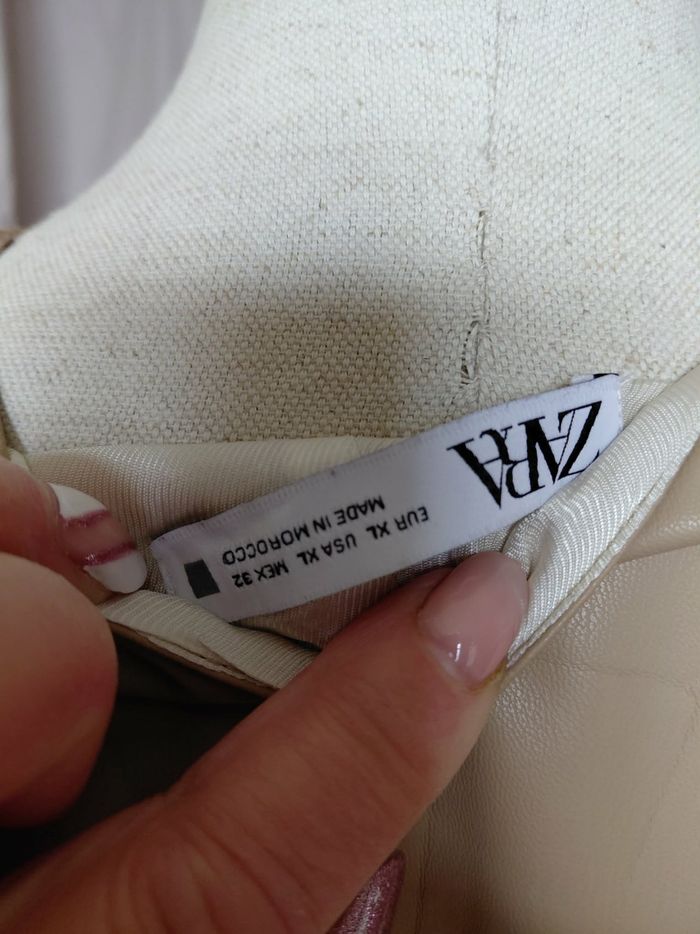 ZARA
EUR XL USA XL MEX 32
MADE IN MOROCCO